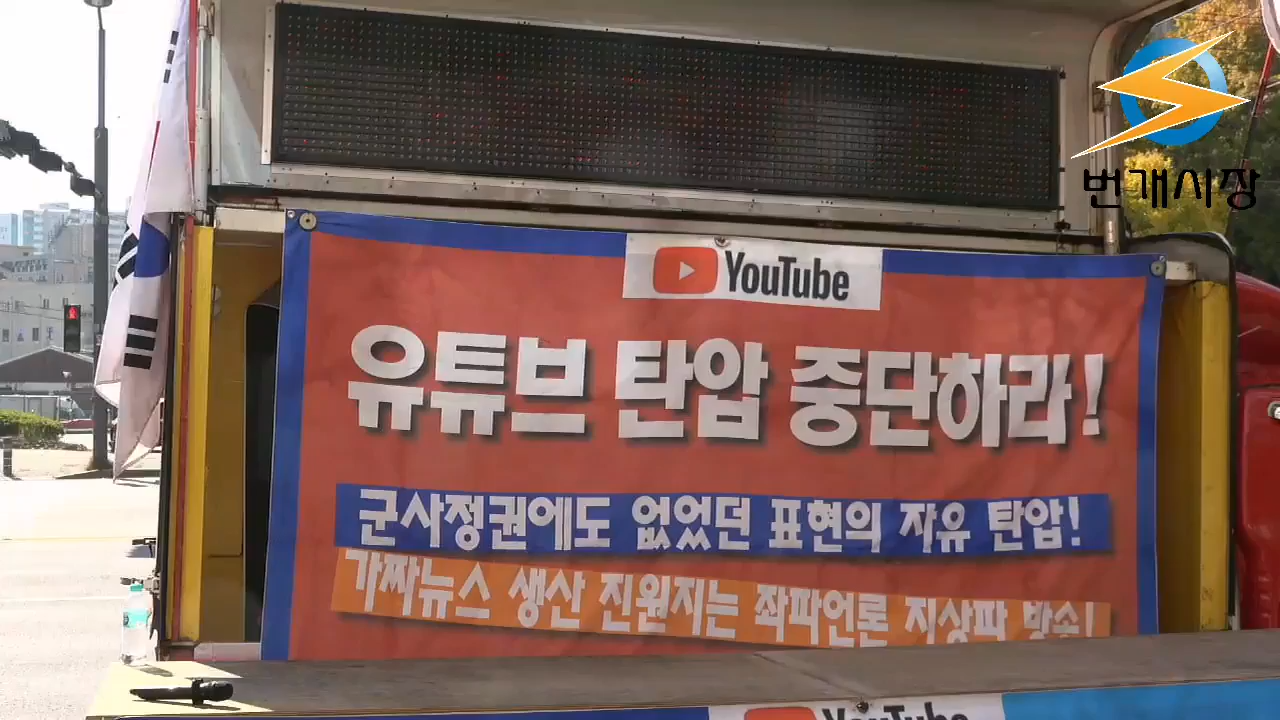 번개시장
YouTube
유튜브 탄압 중단하라!
군사정권에도 없었던 표현의 자유 탄압!
가짜뉴스 생산 진원지는 좌파언론 지상파 방송!
YouTube